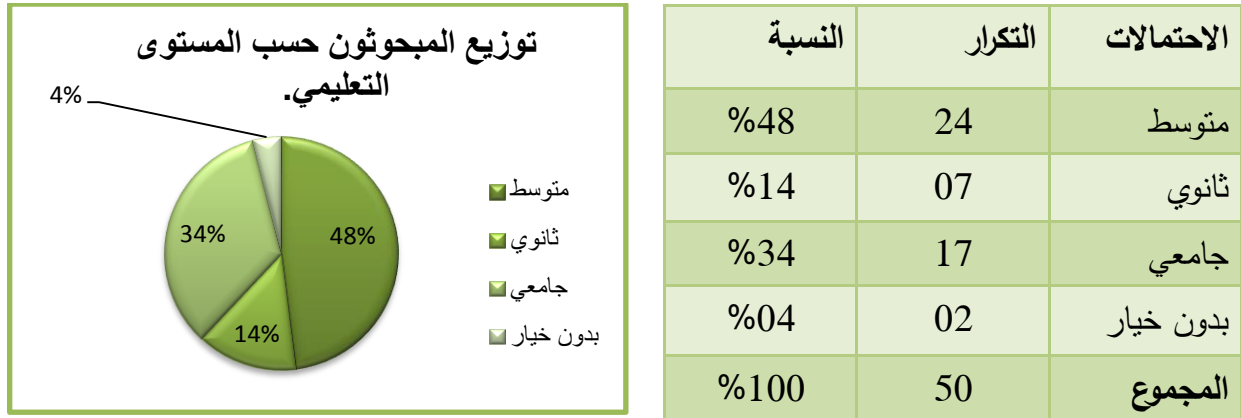 توزيع المبحوثون حسب المستوى
التعليمي.
4%
34%
48%
14%
متوسط
ثانوي
جامعي
بدون خيار
الاحتمالات التكرار النسبة
متوسط 24 %48
ثانوي 07 %14
جامعي 17 %34
بدون خيار 02 %04
المجموع 50 %100